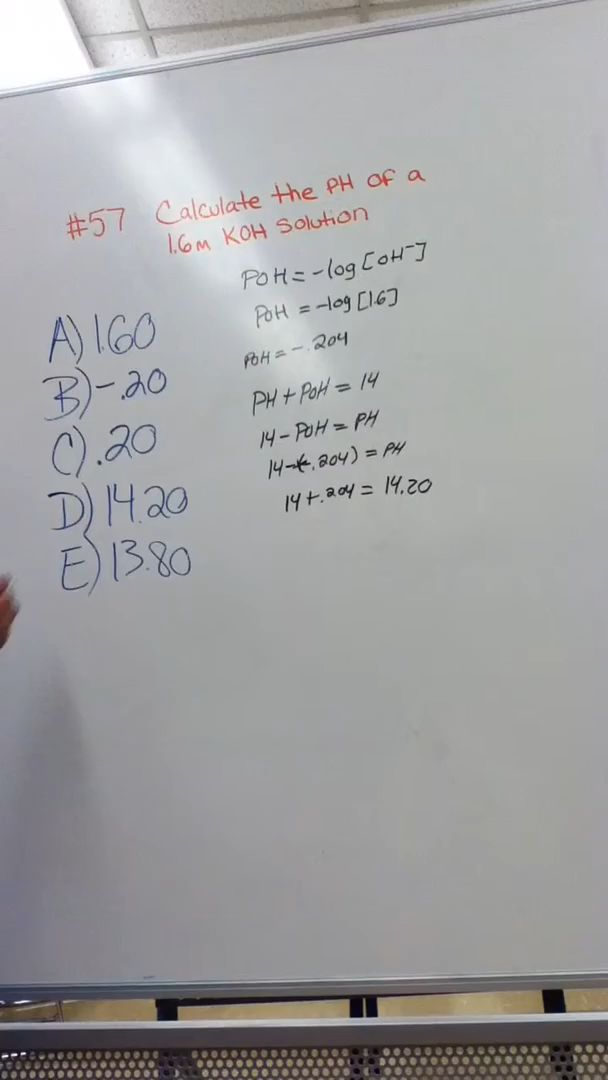 #57 Calculate the PH OF a
1.6M KOH Solution
POH = -log [OH⁻]
POH = -log [1.6]
POH = -.204
PH + POH = 14
14 - POH = PH
14-(-.204) = PH
14 + .204 = 14.20
A) 1.60
B) -.20
C) .20
D) 14.20
E) 13.80